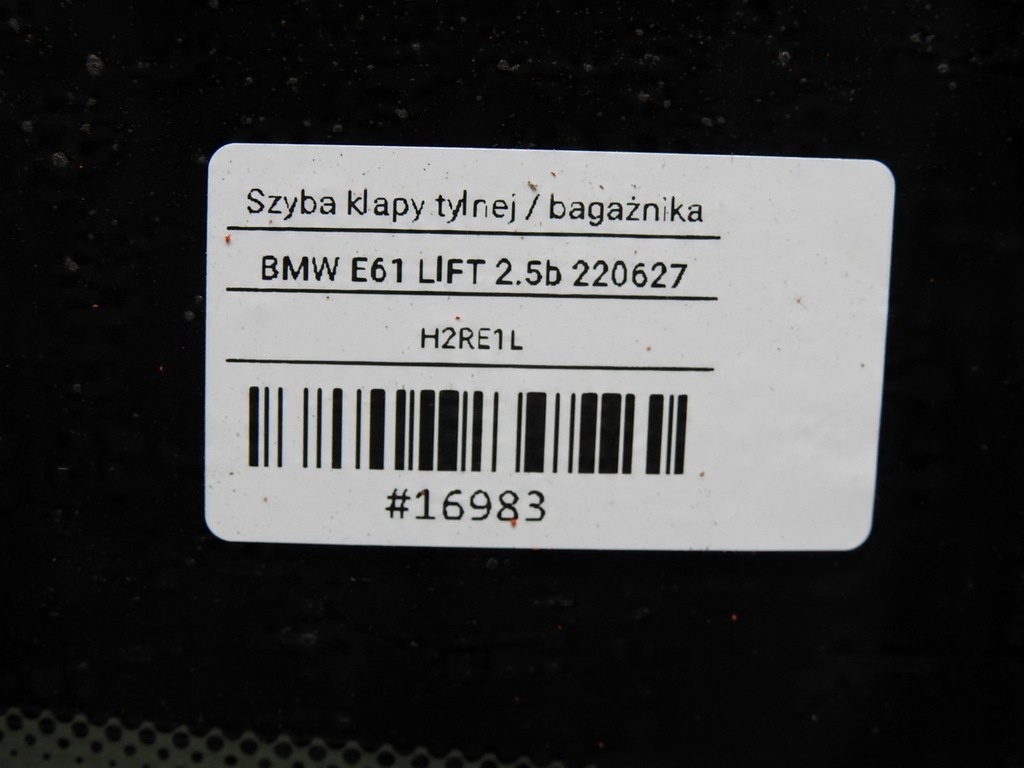 Szyba klapy tylnej / bagażnika
BMW E61 LIFT 2.5b 220627
H2RE1L
#16983